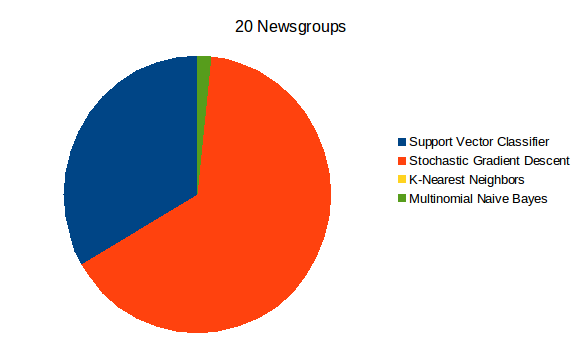 20 Newsgroups
Support Vector Classifier
Stochastic Gradient Descent
K-Nearest Neighbors
Multinomial Naive Bayes